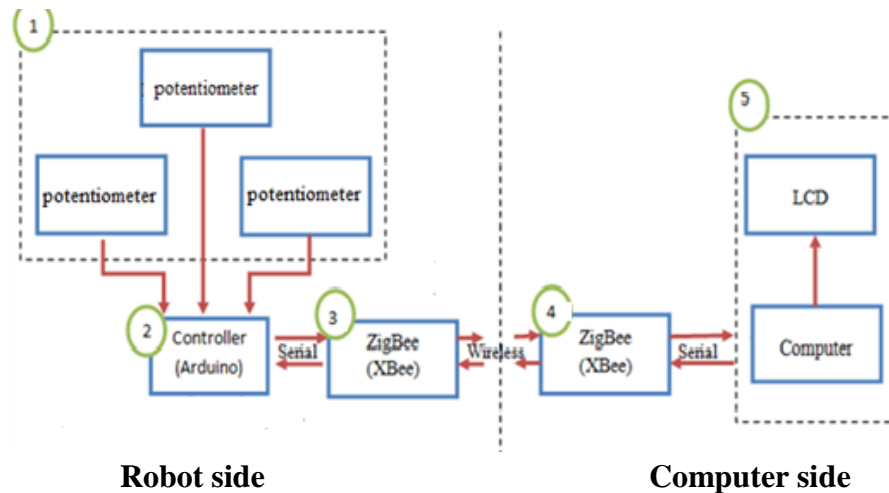 1
potentiometer
5
potentiometer
potentiometer
LCD
2
Controller
(Arduino)
Serial
3
ZigBee
(XBee)
Wireless
4
ZigBee
(XBee)
Serial
Computer
Robot side
Computer side